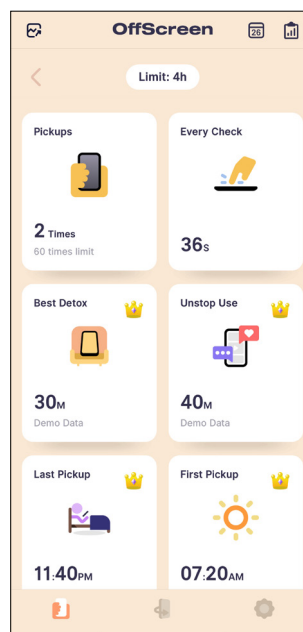 OffScreen
26
Limit: 4h
Pickups
2 Times
60 times limit
Every Check
36s
Best Detox
30M
Demo Data
Unstop Use
40M
Demo Data
Last Pickup
11:40PM
First Pickup
07:20AM